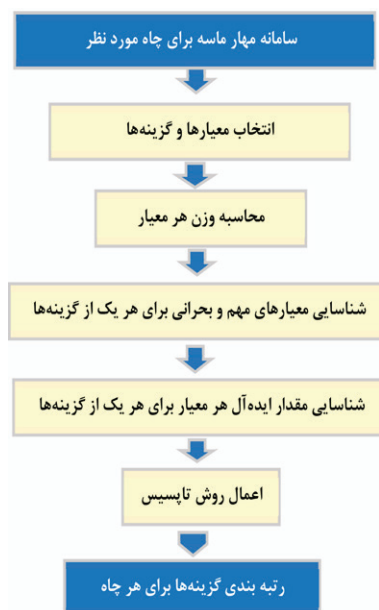 سامانه مهار ماسه برای چاه مورد نظر
انتخاب معیارها و گزینه‌ها
محاسبه وزن هر معیار
شناسایی معیارهای مهم و بحرانی برای هر یک از گزینه‌ها
شناسایی مقدار ایده‌آل هر معیار برای هر یک از گزینه‌ها
اعمال روش تاپسیس
رتبه بندی گزینه‌ها برای هر چاه